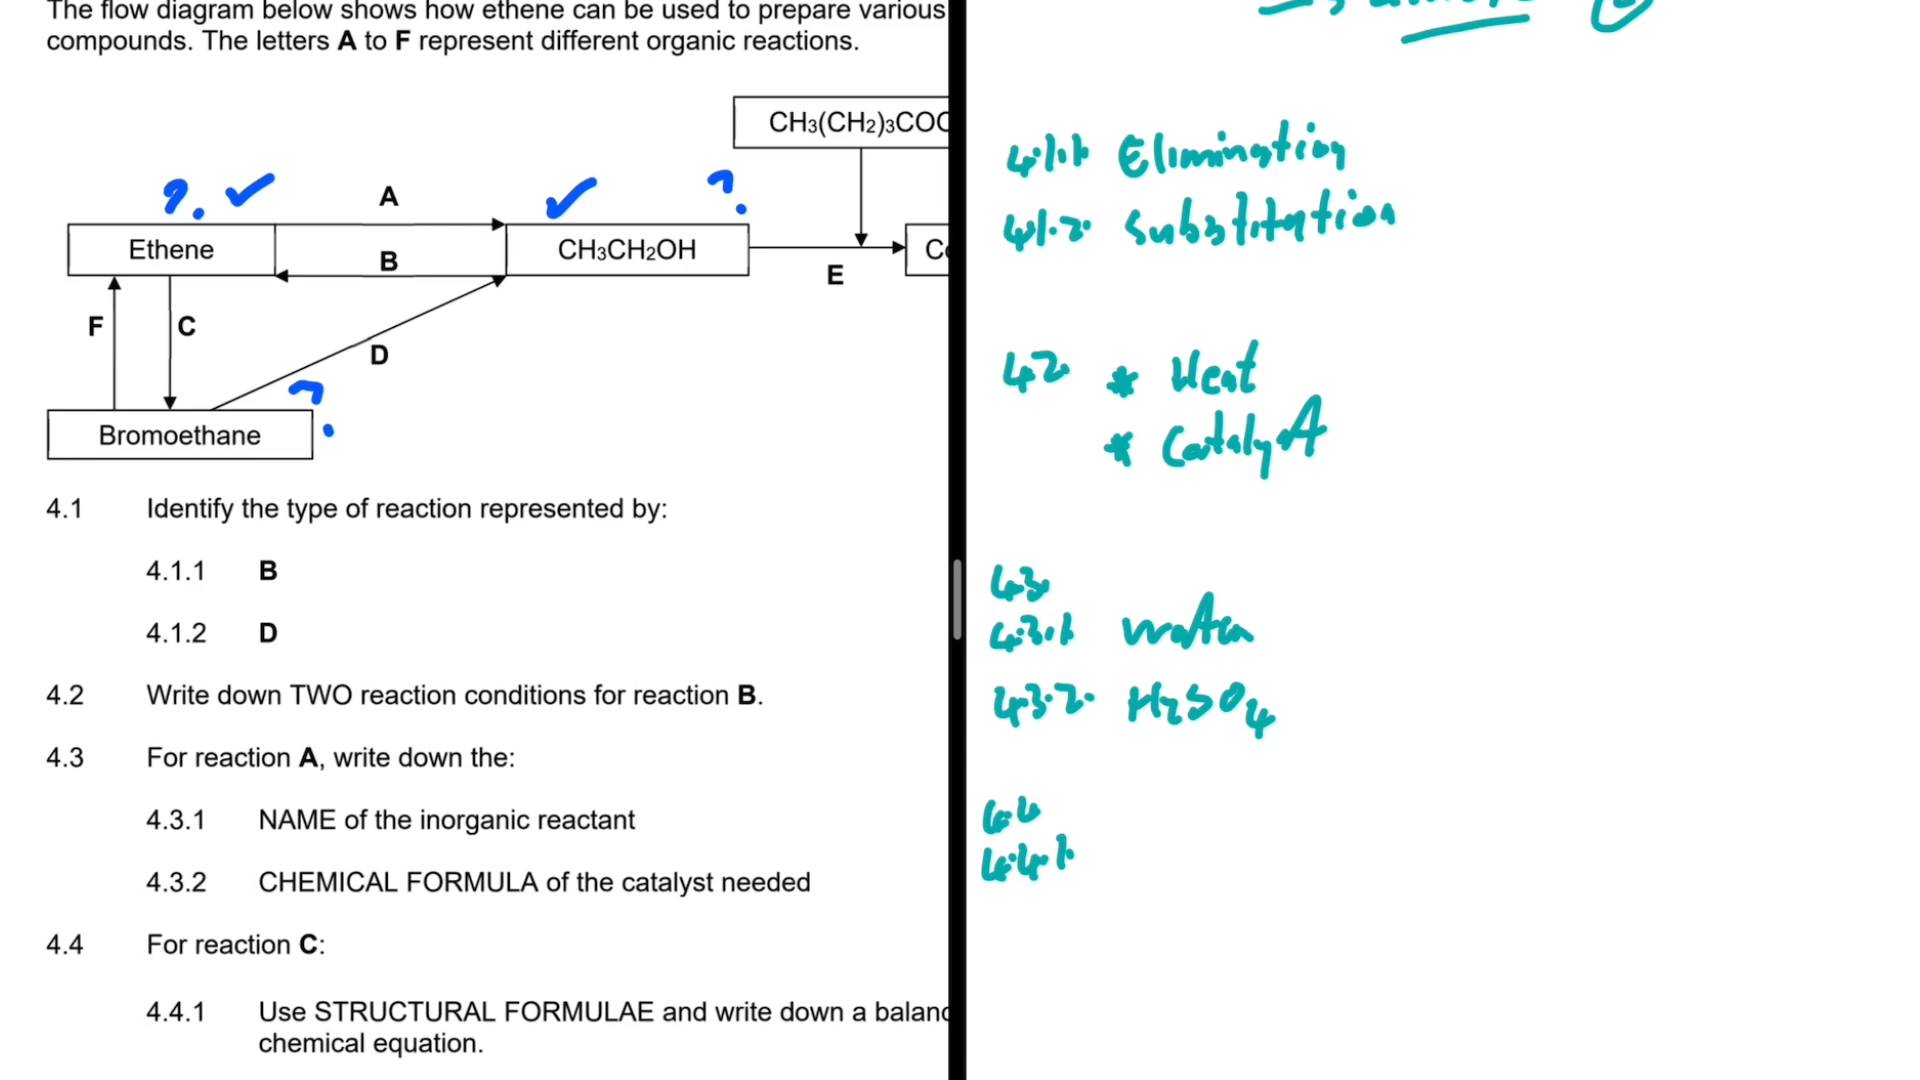 The flow diagram below shows how ethene can be used to prepare various
compounds. The letters A to F represent different organic reactions.
CH3(CH2)3COO
A
Ethene
B
CH3CH2OH
E
F
C
D
Bromoethane
4.1 Identify the type of reaction represented by:
4.1.1 B
4.1.2 D
4.2 Write down TWO reaction conditions for reaction B.
4.3 For reaction A, write down the:
4.3.1 NAME of the inorganic reactant
4.3.2 CHEMICAL FORMULA of the catalyst needed
4.4 For reaction C:
4.4.1 Use STRUCTURAL FORMULAE and write down a balanc
chemical equation.
4.1.1 Elimination
4.1.2. Substitution
4.2. * Heat
* Catalyst
4.3.
4.3.1. water
4.3.2. H2SO4
4.4
4.4.1.